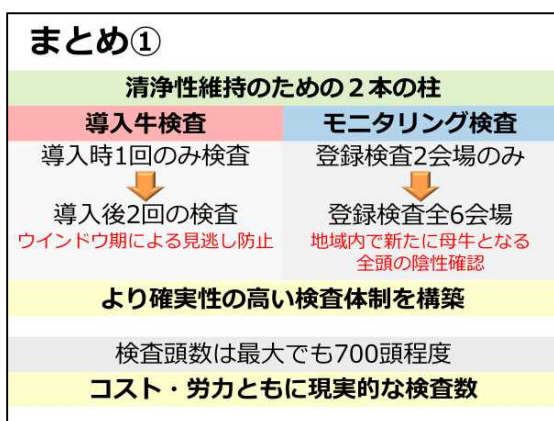 まとめ①
清浄性維持のための２本の柱
導入牛検査
モニタリング検査
導入時1回のみ検査
登録検査2会場のみ
導入後2回の検査
登録検査全6会場
ウインドウ期による見逃し防止
地域内で新たに母牛となる
全頭の陰性確認
より確実性の高い検査体制を構築
検査頭数は最大でも700頭程度
コスト・労力ともに現実的な検査数